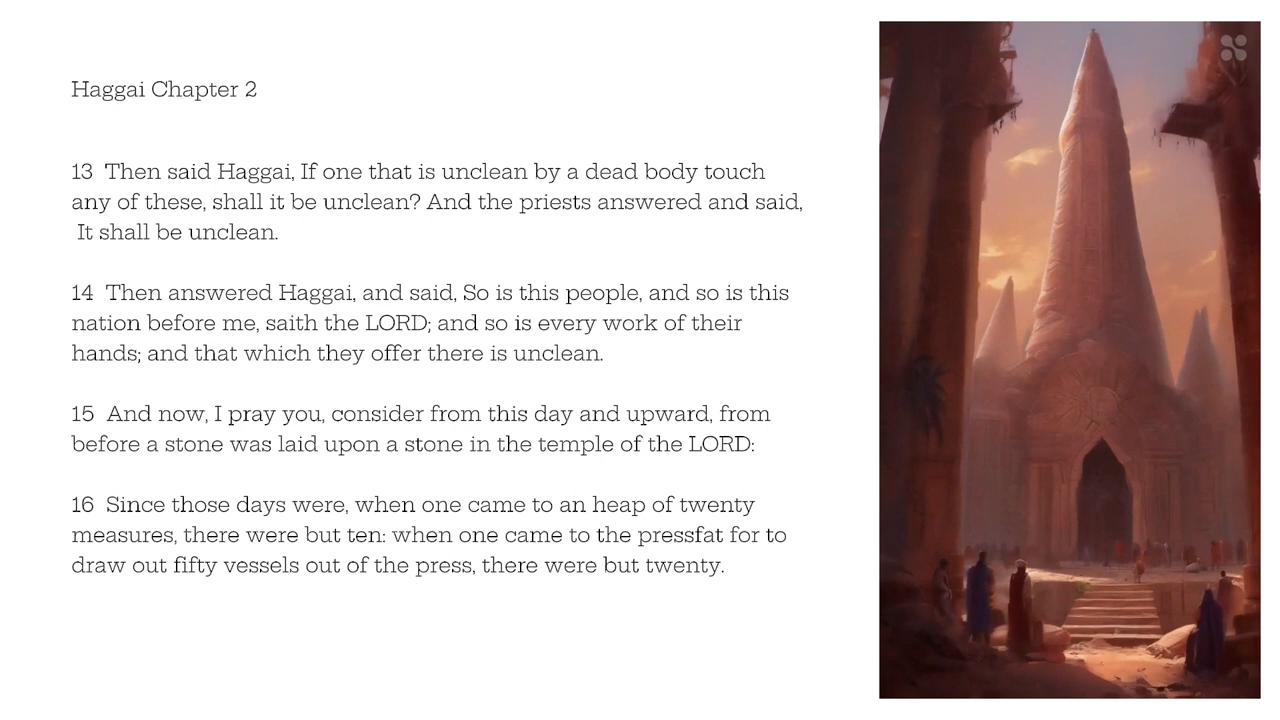 Haggai Chapter 2
13 Then said Haggai, If one that is unclean by a dead body touch
any of these, shall it be unclean? And the priests answered and said,
It shall be unclean.
14 Then answered Haggai, and said, So is this people, and so is this
nation before me, saith the LORD; and so is every work of their
hands; and that which they offer there is unclean.
15 And now, I pray you, consider from this day and upward, from
before a stone was laid upon a stone in the temple of the LORD:
16 Since those days were, when one came to an heap of twenty
measures, there were but ten: when one came to the pressfat for to
draw out fifty vessels out of the press, there were but twenty.